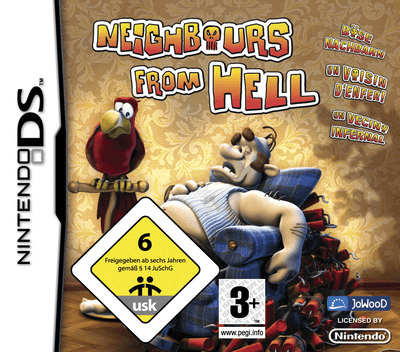 NINTENDO DS™
NEIGHBOURS
FROM HELL
BÖSE
NACHBARN
UN VOISIN
D'ENFER!
UN VECINO
INFERNAL
6
Freigegeben ab sechs Jahren
gemäß § 14 JuSchG
usk
3+
www.pegi.info
JoWooD
LICENSED BY
Nintendo